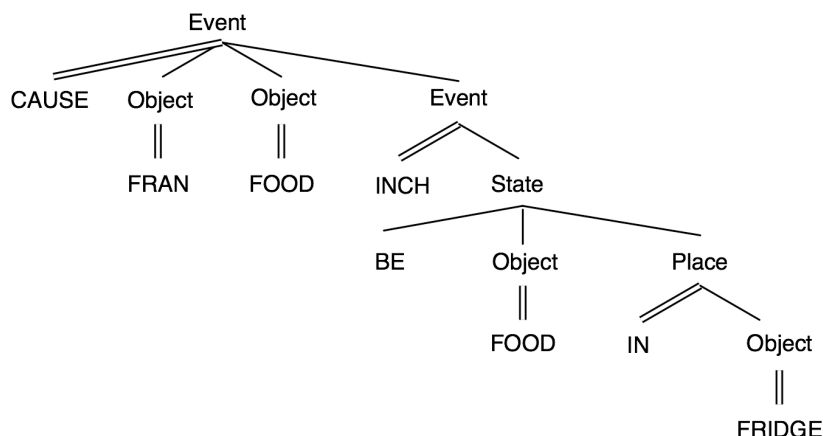 Event
CAUSE Object Object Event
FRAN FOOD INCH State
BE Object Place
FOOD IN Object
FRIDGE